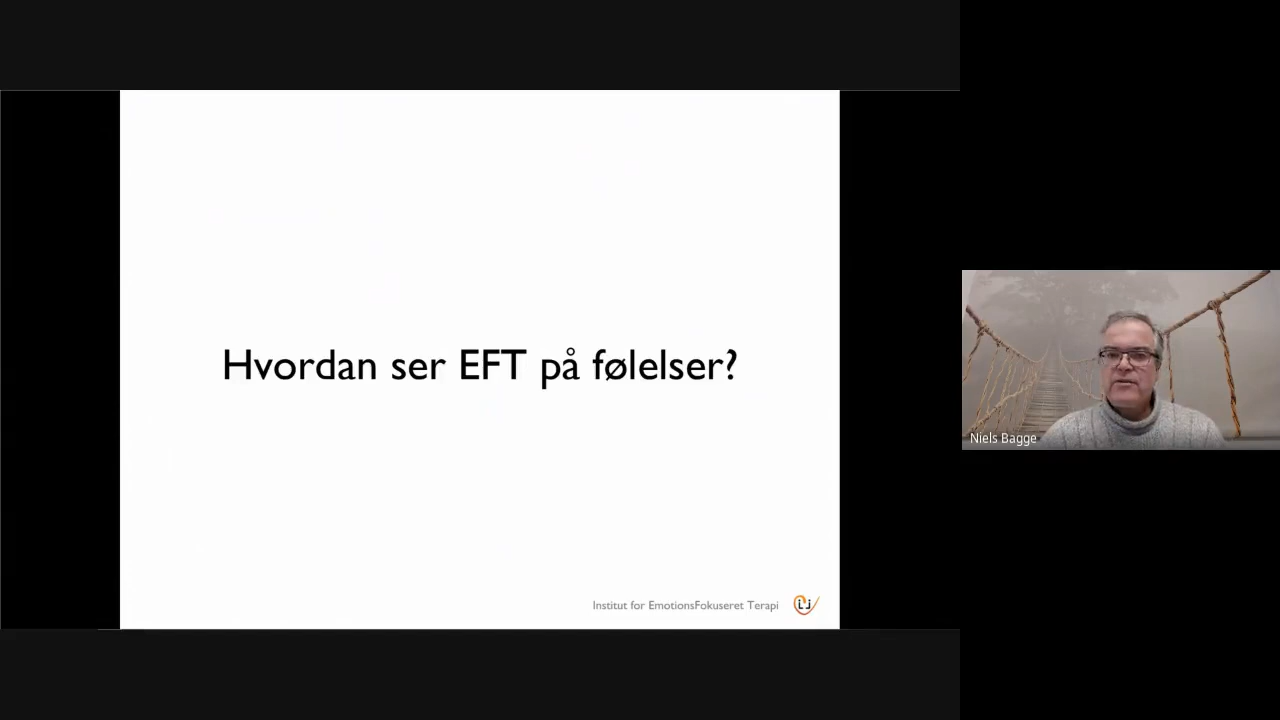 Hvordan ser EFT på følelser?
Institut for EmotionsFokuseret Terapi
Niels Bagge